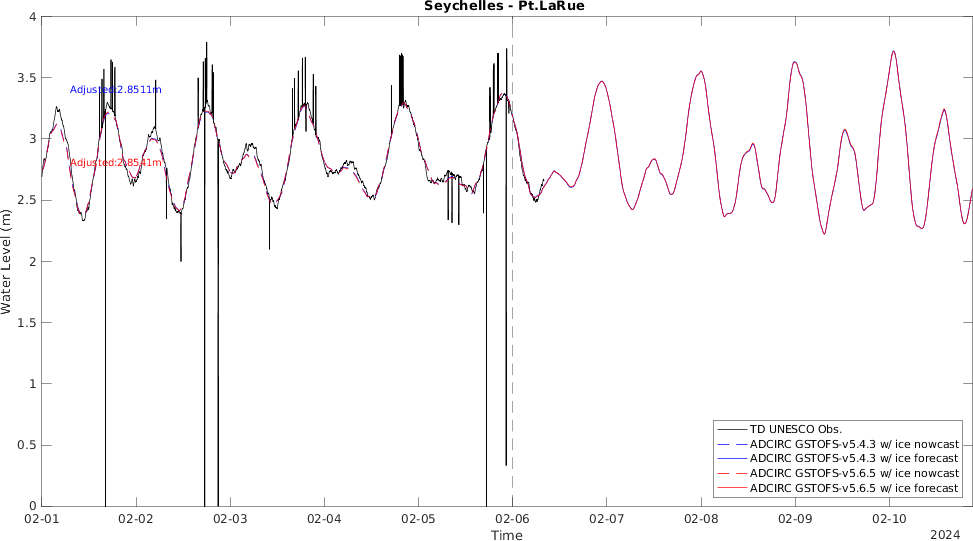 Seychelles - Pt.LaRue
4
3.5
3
2.5
2
1.5
1
0.5
0
Water Level (m)
Adjusted:2.8511m
Adjusted:2.8541m
TD UNESCO Obs.
ADCIRC GSTOFS-v5.4.3 w/ ice nowcast
ADCIRC GSTOFS-v5.4.3 w/ ice forecast
ADCIRC GSTOFS-v5.6.5 w/ ice nowcast
ADCIRC GSTOFS-v5.6.5 w/ ice forecast
02-01 02-02 02-03 02-04 02-05 02-06 02-07 02-08 02-09 02-10
Time
2024